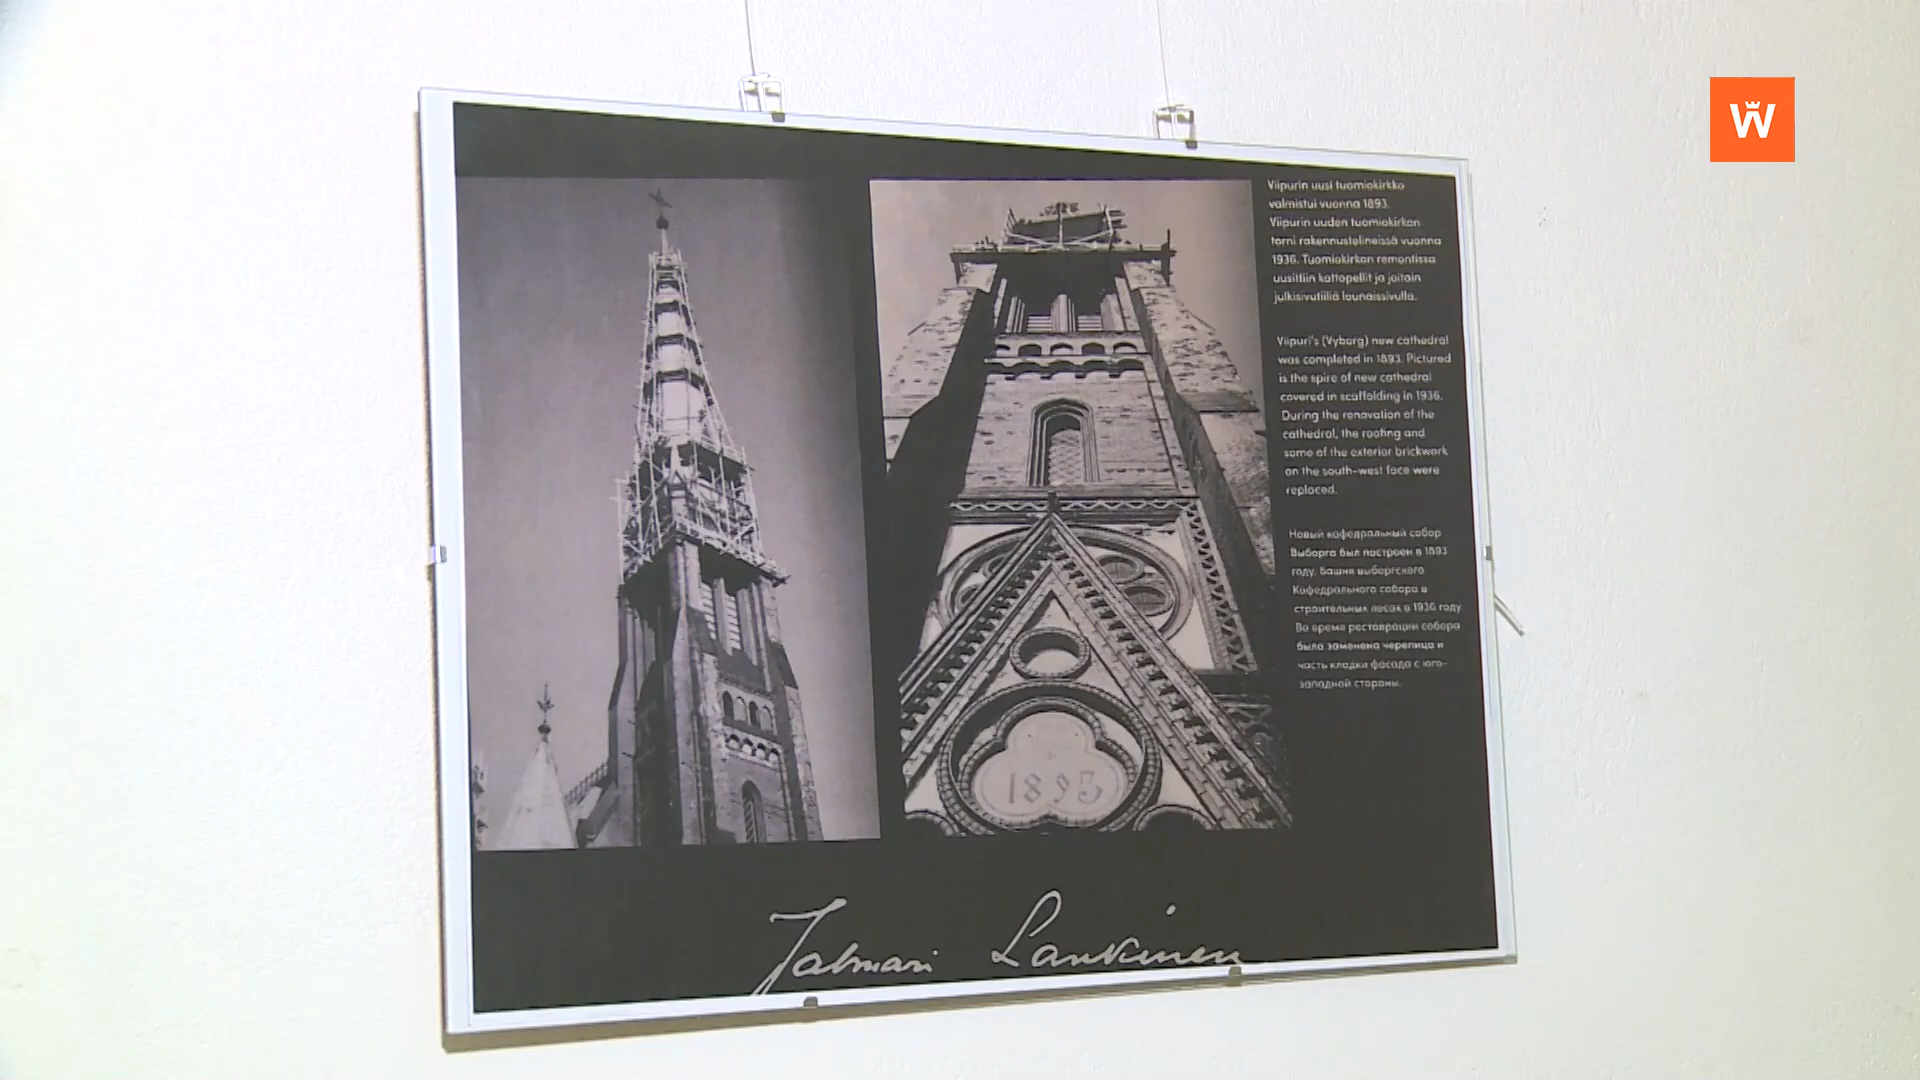 W
Viipurin uusi tuomiokirkko
valmistui vuonna 1893.
Viipurin uuden tuomiokirkon
torni rakennustelineissä vuonna
1936. Tuomiokirkon remontissa
uusittiin kattopellit ja joitain
julkisivutiiliä lounaissivulla.
Viipuri's (Vyborg) new cathedral
was completed in 1893. Pictured
is the spire of new cathedral
covered in scaffolding in 1936.
During the renovation of the
cathedral, the roofing and
some of the exterior brickwork
on the south-west face were
replaced.
Новый кафедральный собор
Выборга был построен в 1893
году. Башня выборгского
Кафедрального собора в
строительных лесах в 1936 году
Во время реставрации собора
была заменена черепица и
часть кладки фасада с юго-
западной стороны.
1893
Jalmari Lankinen